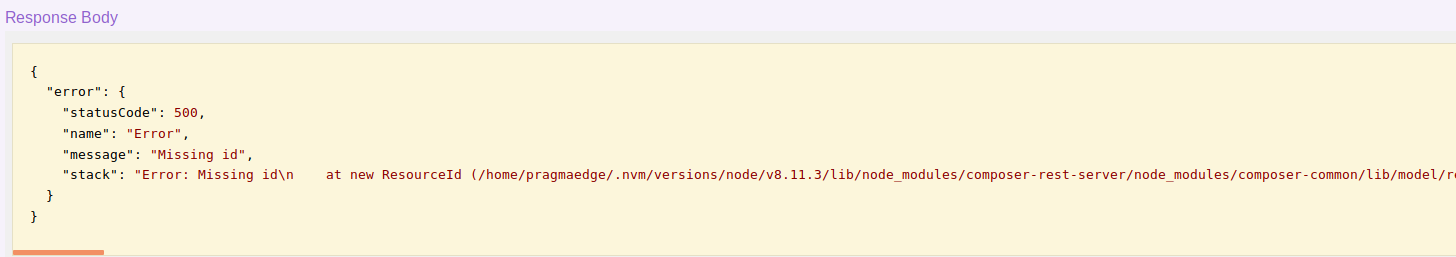 Response Body
{
  "error": {
    "statusCode": 500,
    "name": "Error",
    "message": "Missing id",
    "stack": "Error: Missing id\n    at new ResourceId (/home/pragmaedge/.nvm/versions/node/v8.11.3/lib/node_modules/composer-rest-server/node_modules/composer-common/lib/model/re
  }
}